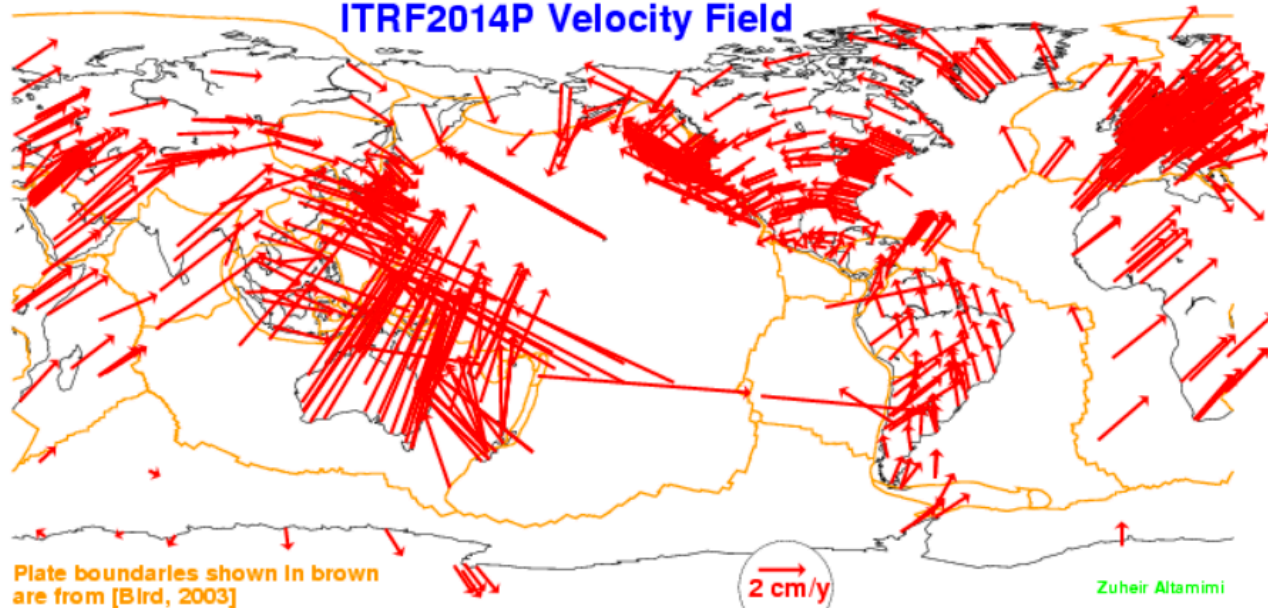 ITRF2014P Velocity Field
Plate boundaries shown in brown
are from [Bird, 2003]
2 cm/y
Zuheir Altamimi